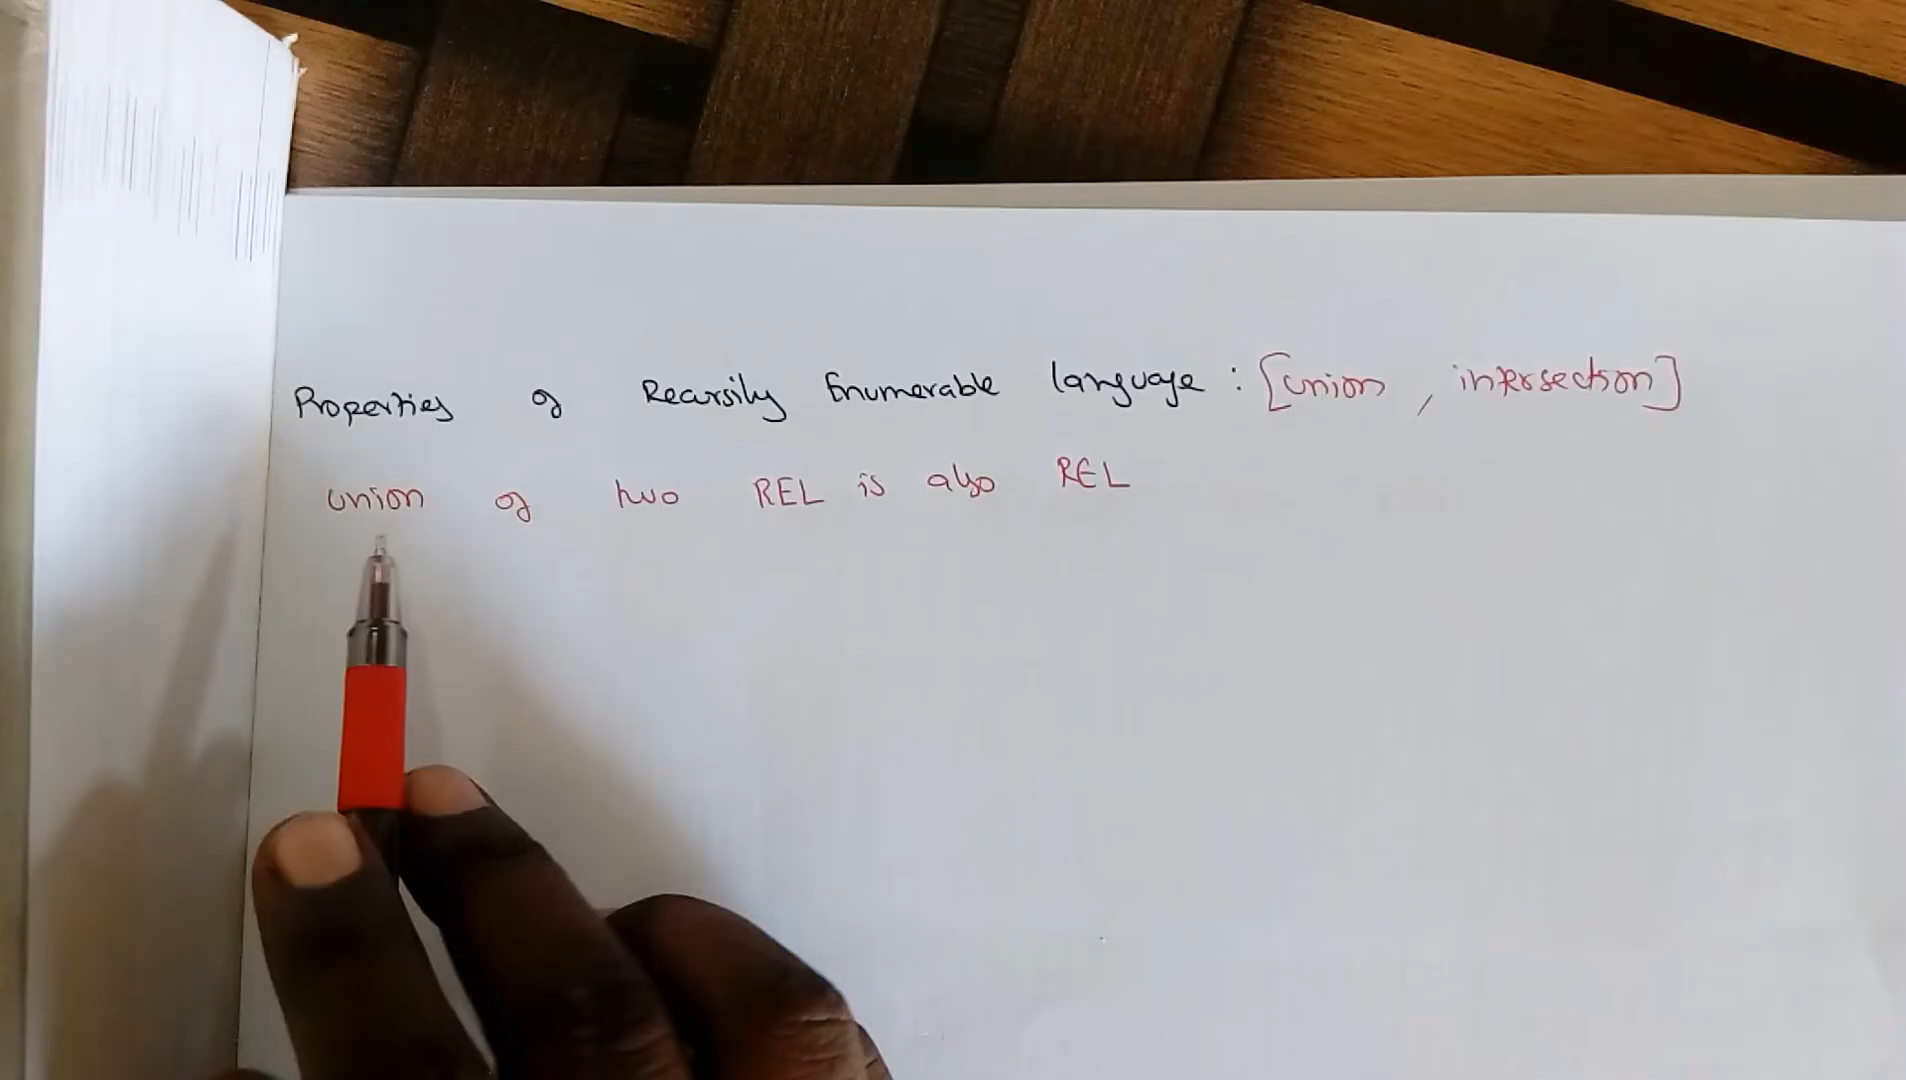 Properties of Recursily Enumerable language : [union , intersection]
union of two REL is also REL